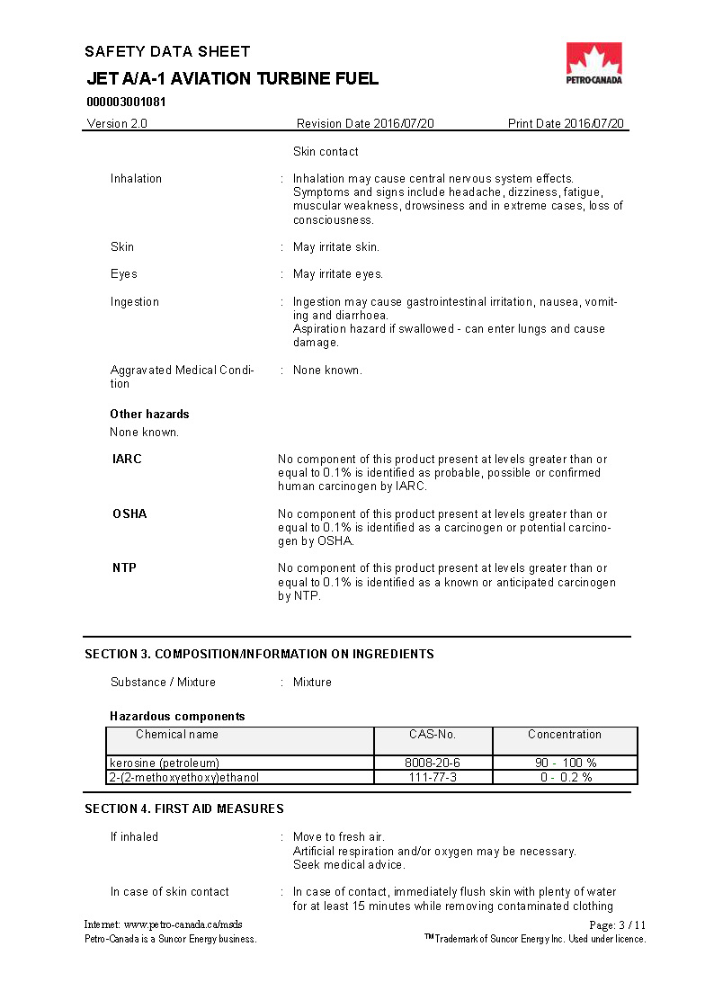 SAFETY DATA SHEET
PETRO-CANADA
JET A/A-1 AVIATION TURBINE FUEL
000003001081
Version 2.0 Revision Date 2016/07/20 Print Date 2016/07/20
Skin contact
Inhalation : Inhalation may cause central nervous system effects.
Symptoms and signs include headache, dizziness, fatigue,
muscular weakness, drowsiness and in extreme cases, loss of
consciousness.
Skin : May irritate skin.
Eyes : May irritate eyes.
Ingestion : Ingestion may cause gastrointestinal irritation, nausea, vomit-
ing and diarrhoea.
Aspiration hazard if swallowed - can enter lungs and cause
damage.
Aggravated Medical Condi- : None known.
tion
Other hazards
None known.
IARC No component of this product present at levels greater than or
equal to 0.1% is identified as probable, possible or confirmed
human carcinogen by IARC.
OSHA No component of this product present at levels greater than or
equal to 0.1% is identified as a carcinogen or potential carcino-
gen by OSHA.
NTP No component of this product present at levels greater than or
equal to 0.1% is identified as a known or anticipated carcinogen
by NTP.
SECTION 3. COMPOSITION/INFORMATION ON INGREDIENTS
Substance / Mixture : Mixture
Hazardous components
Chemical name CAS-No. Concentration
kerosine (petroleum) 8008-20-6 90 - 100 %
2-(2-methoxyethoxy)ethanol 111-77-3 0 - 0.2 %
SECTION 4. FIRST AID MEASURES
If inhaled : Move to fresh air.
Artificial respiration and/or oxygen may be necessary.
Seek medical advice.
In case of skin contact : In case of contact, immediately flush skin with plenty of water
for at least 15 minutes while removing contaminated clothing
Internet: www.petro-canada.ca/msds Page: 3 / 11
Petro-Canada is a Suncor Energy business. ™Trademark of Suncor Energy Inc. Used under licence.